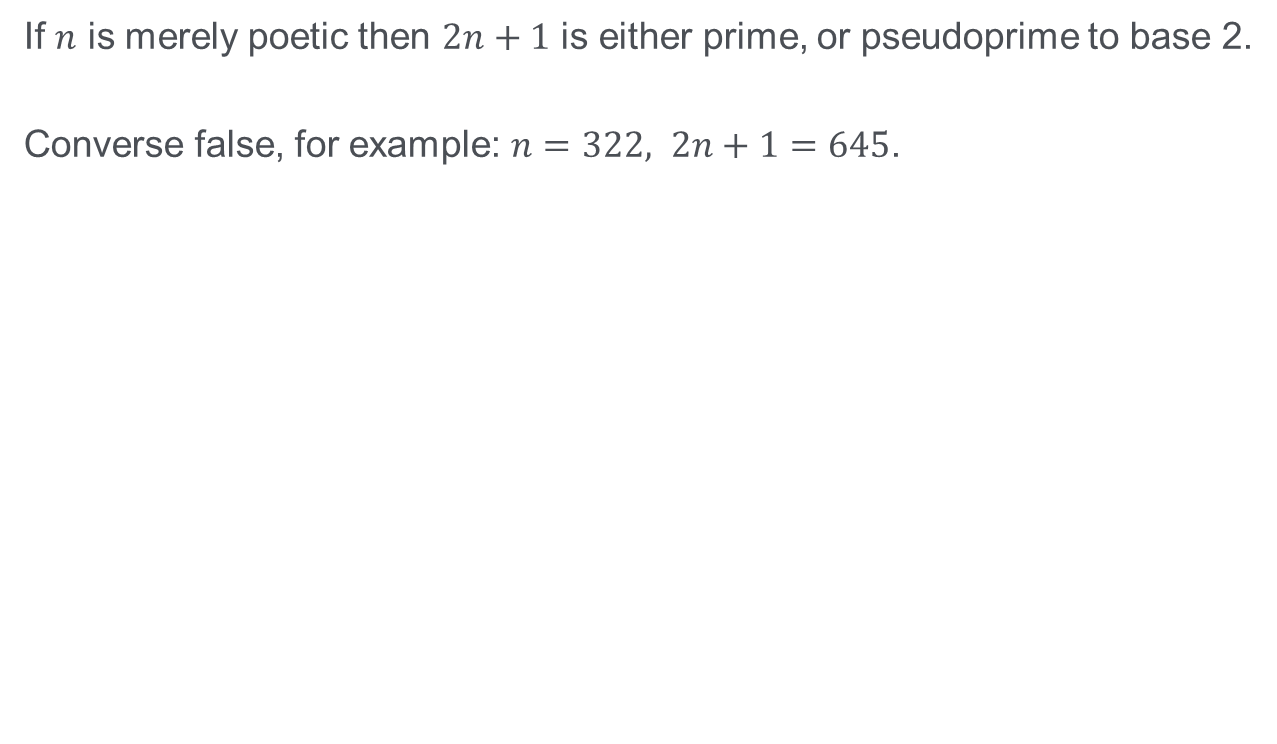 If n is merely poetic then 2n + 1 is either prime, or pseudoprime to base 2.
Converse false, for example: n = 322, 2n + 1 = 645.